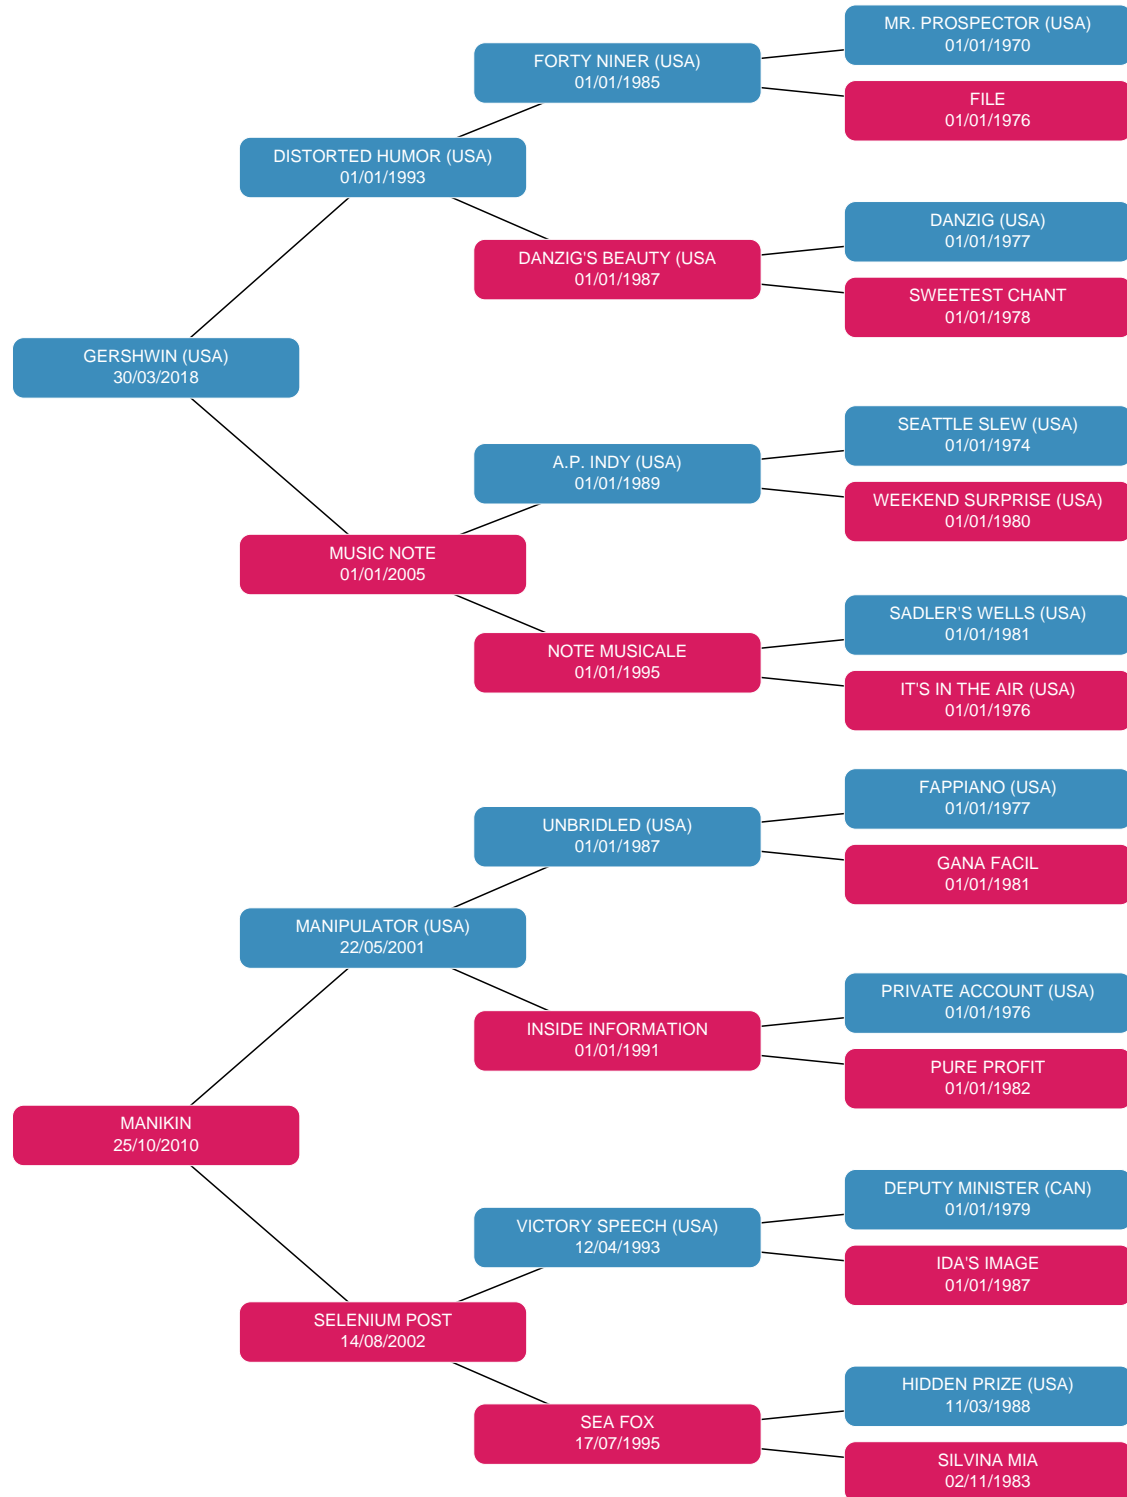 MR. PROSPECTOR (USA)
01/01/1970
FORTY NINER (USA)
01/01/1985
FILE
01/01/1976
DISTORTED HUMOR (USA)
01/01/1993
DANZIG (USA)
01/01/1977
DANZIG'S BEAUTY (USA
01/01/1987
SWEETEST CHANT
01/01/1978
GERSHWIN (USA)
30/03/2018
SEATTLE SLEW (USA)
01/01/1974
A.P. INDY (USA)
01/01/1989
WEEKEND SURPRISE (USA)
01/01/1980
MUSIC NOTE
01/01/2005
SADLER'S WELLS (USA)
01/01/1981
NOTE MUSICALE
01/01/1995
IT'S IN THE AIR (USA)
01/01/1976
FAPPIANO (USA)
01/01/1977
UNBRIDLED (USA)
01/01/1987
GANA FACIL
01/01/1981
MANIPULATOR (USA)
22/05/2001
PRIVATE ACCOUNT (USA)
01/01/1976
INSIDE INFORMATION
01/01/1991
PURE PROFIT
01/01/1982
MANIKIN
25/10/2010
DEPUTY MINISTER (CAN)
01/01/1979
VICTORY SPEECH (USA)
12/04/1993
IDA'S IMAGE
01/01/1987
SELENIUM POST
14/08/2002
HIDDEN PRIZE (USA)
11/03/1988
SEA FOX
17/07/1995
SILVINA MIA
02/11/1983